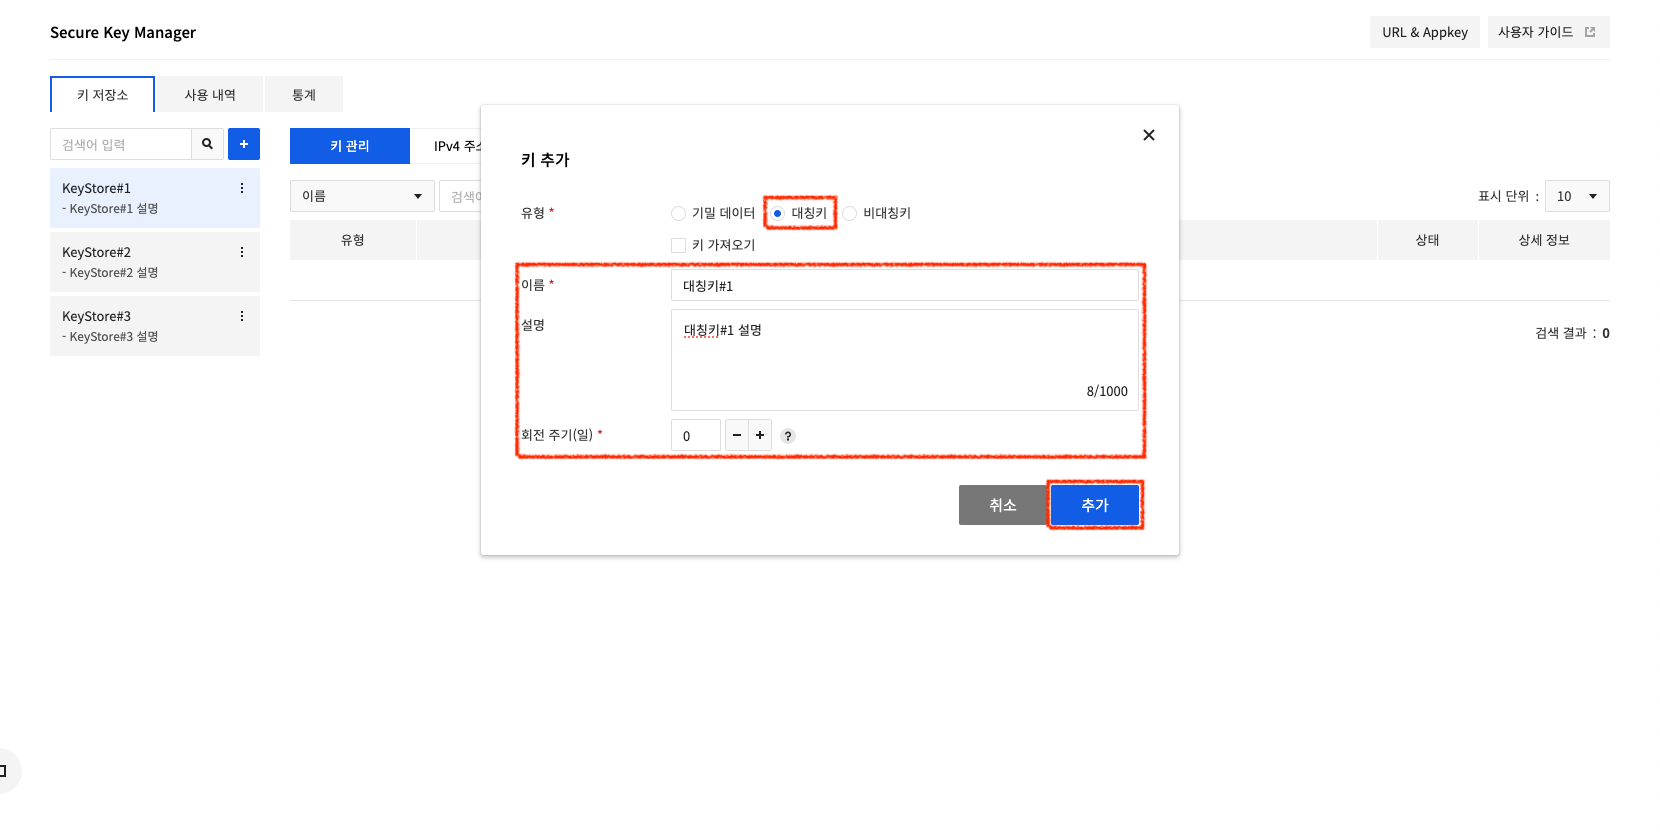 Secure Key Manager
URL & Appkey
사용자 가이드
키 저장소
사용 내역
통계
검색어 입력
+
KeyStore#1
- KeyStore#1 설명
KeyStore#2
- KeyStore#2 설명
KeyStore#3
- KeyStore#3 설명
키 관리
IPv4 주소
이름
검색어
표시 단위 : 10
유형
상태
상세 정보
검색 결과 : 0
키 추가
유형 *
기밀 데이터
대칭키
비대칭키
키 가져오기
이름 *
대칭키#1
설명
대칭키#1 설명
8/1000
회전 주기(일) *
0
− +
?
취소
추가